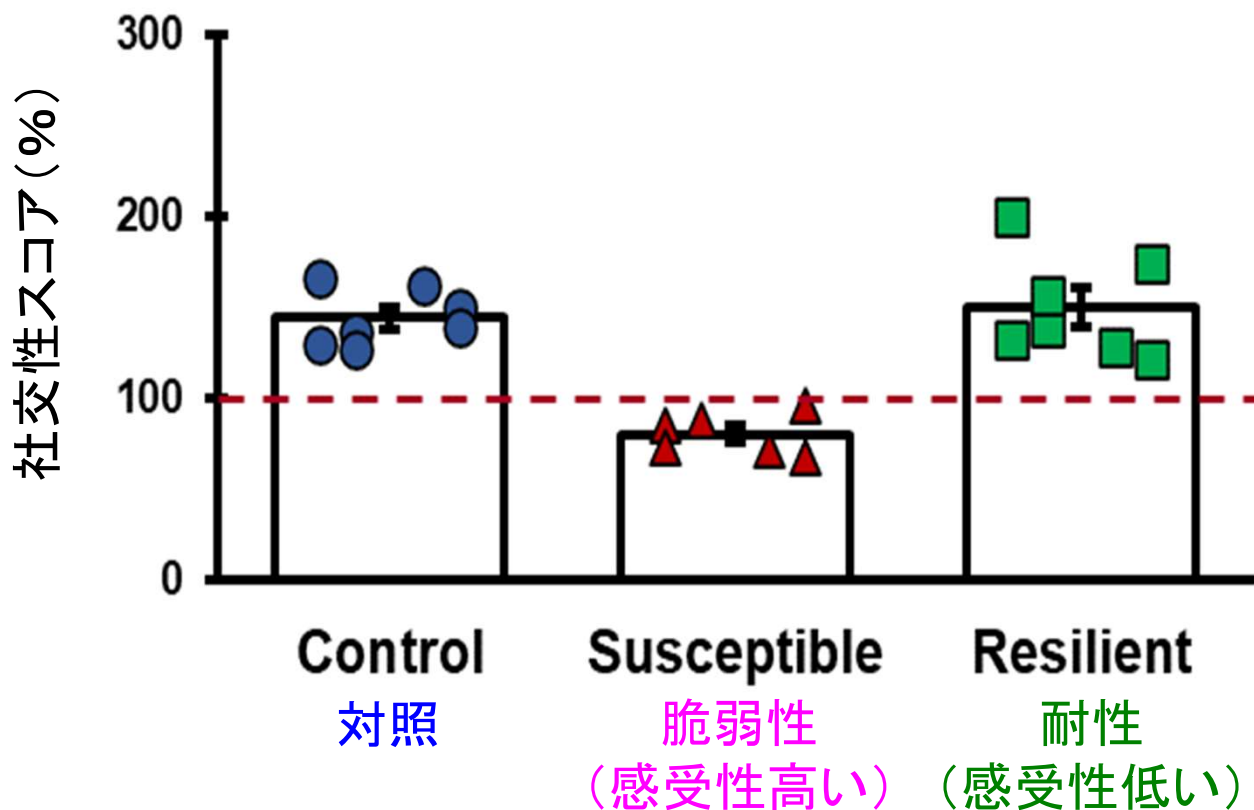 社交性スコア(%)
300
200
100
0
Control
Susceptible
Resilient
対照
脆弱性
(感受性高い)
耐性
(感受性低い)